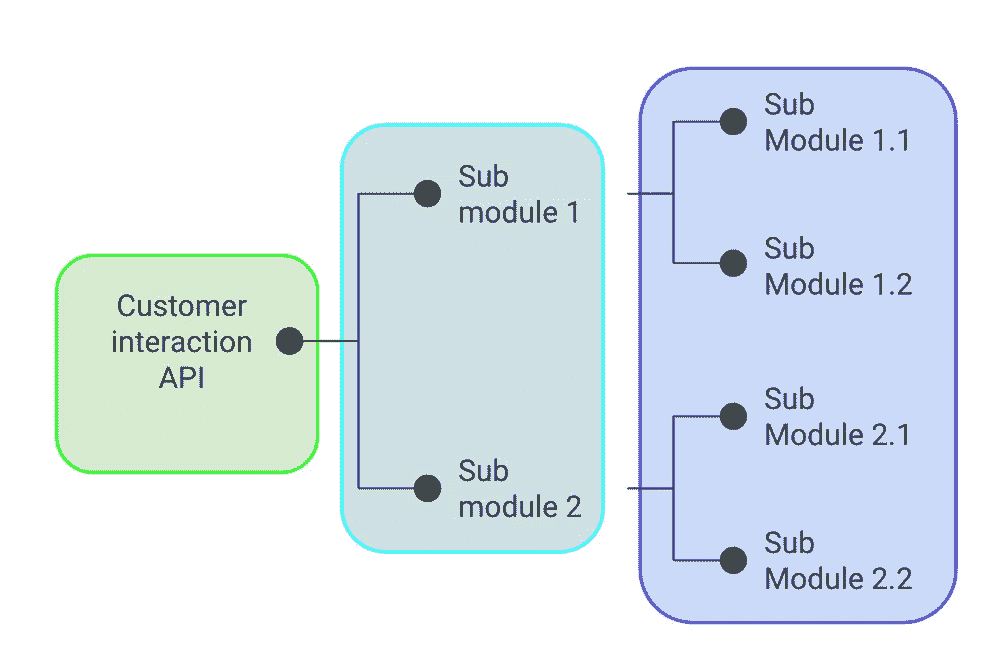 Customer
interaction
API
Sub
module 1
Sub
module 2
Sub
Module 1.1
Sub
Module 1.2
Sub
Module 2.1
Sub
Module 2.2